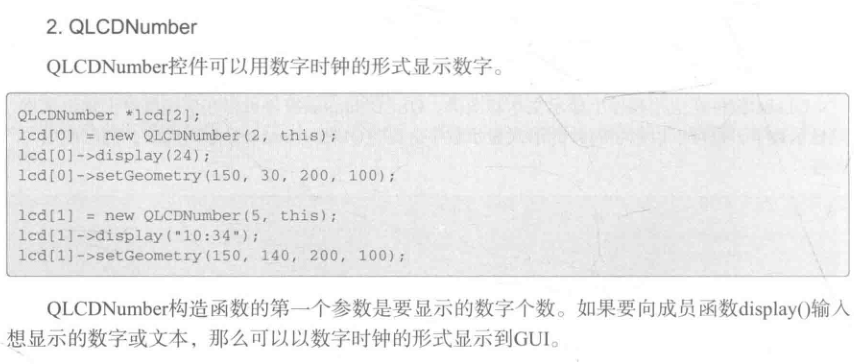 2. QLCDNumber
QLCDNumber控件可以用数字时钟的形式显示数字。
QLCDNumber *lcd[2];
lcd[0] = new QLCDNumber(2, this);
lcd[0]->display(24);
lcd[0]->setGeometry(150, 30, 200, 100);
lcd[1] = new QLCDNumber(5, this);
lcd[1]->display("10:34");
lcd[1]->setGeometry(150, 140, 200, 100);
QLCDNumber构造函数的第一个参数是要显示的数字个数。如果要向成员函数display()输入
想显示的数字或文本，那么可以以数字时钟的形式显示到GUI。